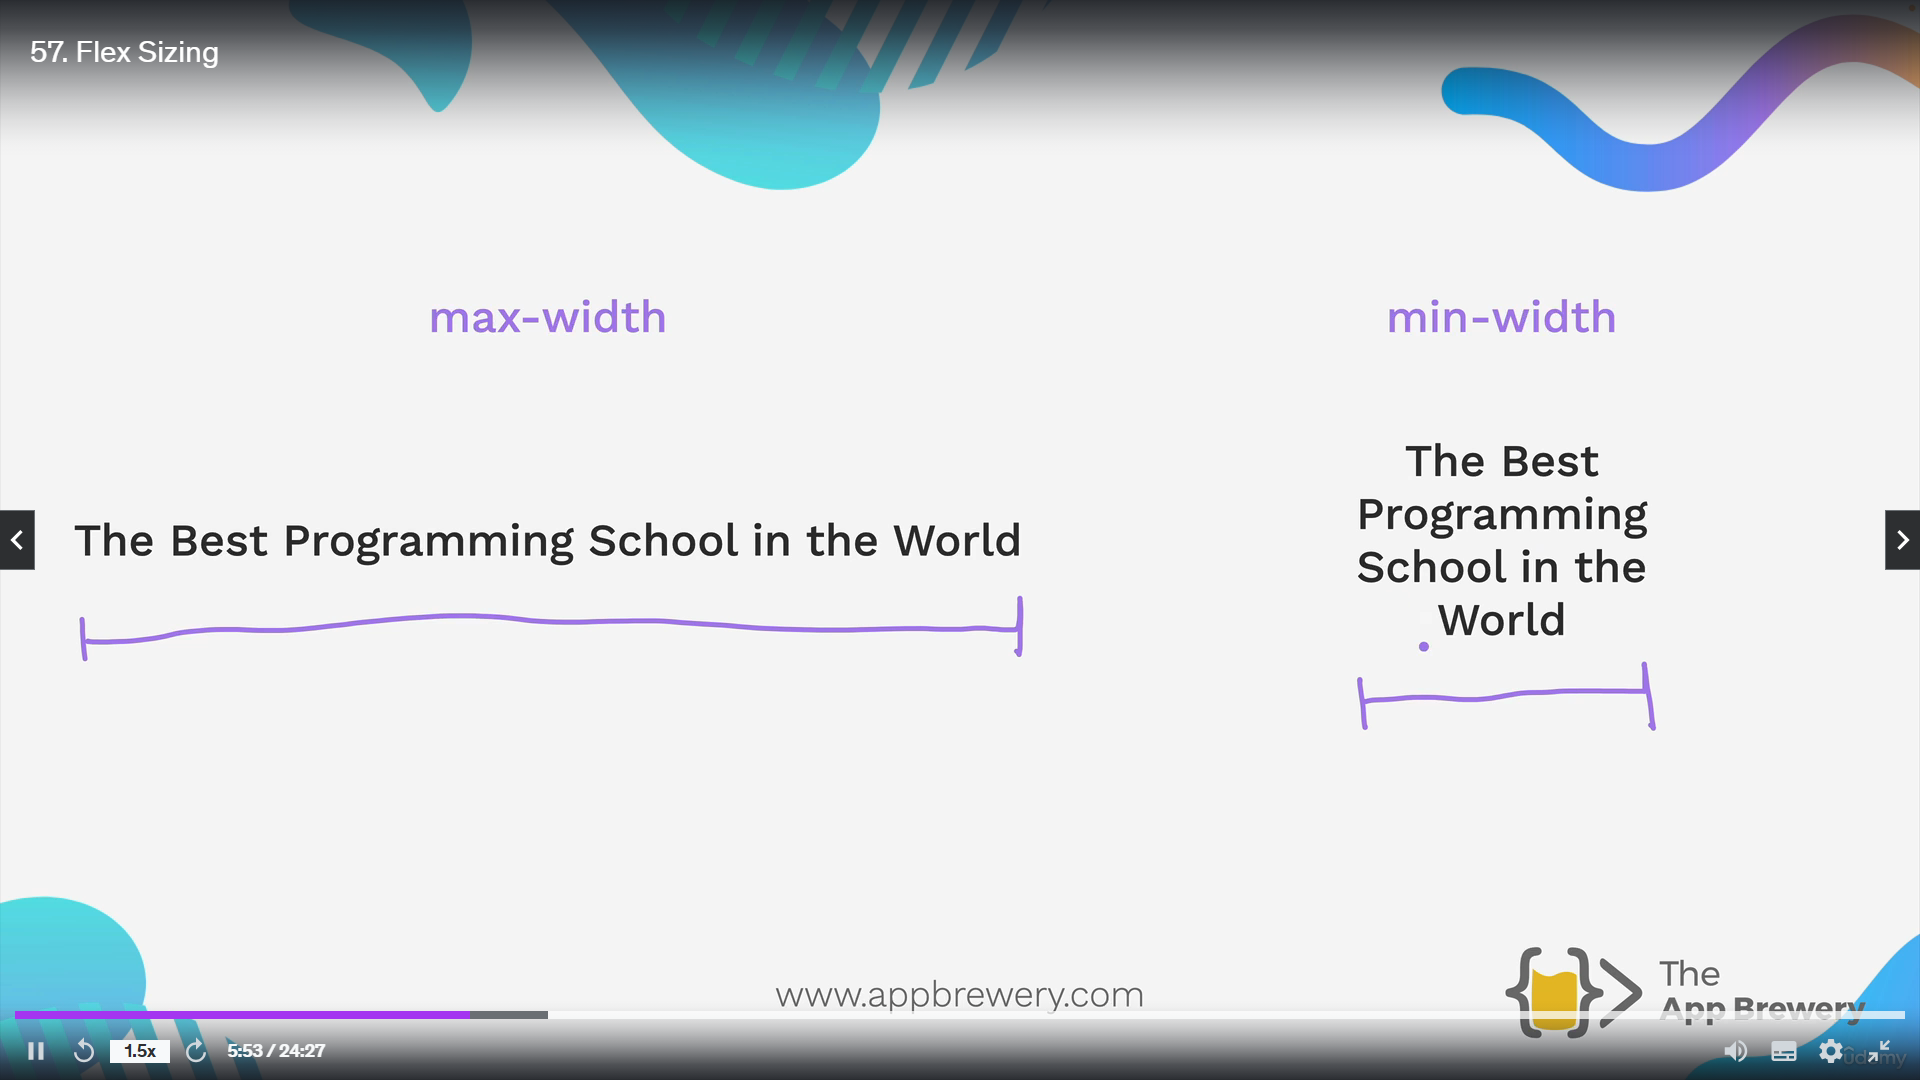 57. Flex Sizing
max-width
min-width
The Best Programming School in the World
The Best
Programming
School in the
World
www.appbrewery.com
The
App Brewery
1.5x
5:53 / 24:27
ûdemy